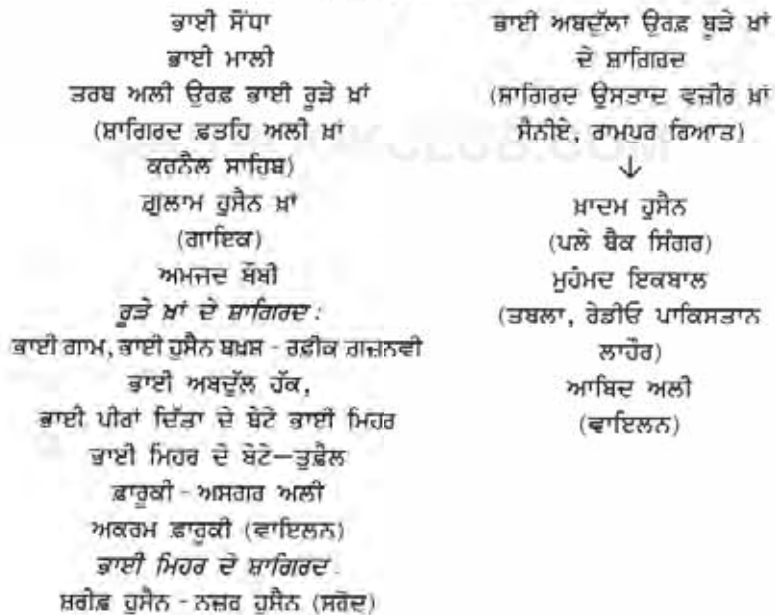 ਭਾਈ ਸੌਂਧਾ
ਭਾਈ ਮਾਲੀ
ਤਰਬ ਅਲੀ ਉਰਫ਼ ਭਾਈ ਰੂੜੇ ਖ਼ਾਂ
(ਸ਼ਾਗਿਰਦ ਫ਼ਤਹਿ ਅਲੀ ਖ਼ਾਂ
ਕਰਨੈਲ ਸਾਹਿਬ)
ਗ਼ੁਲਾਮ ਹੁਸੈਨ ਖ਼ਾਂ
(ਗਾਇਕ)
ਅਮਜਦ ਬੌਬੀ
ਰੂੜੇ ਖ਼ਾਂ ਦੇ ਸ਼ਾਗਿਰਦ :
ਭਾਈ ਗਾਮ, ਭਾਈ ਹੁਸੈਨ ਬਖ਼ਸ਼ - ਰਫ਼ੀਕ ਗਜ਼ਨਵੀ
ਭਾਈ ਅਬਦੁੱਲ ਹੱਕ,
ਭਾਈ ਪੀਰਾਂ ਦਿੱਤਾ ਦੇ ਬੇਟੇ ਭਾਈ ਮਿਹਰ
ਭਾਈ ਮਿਹਰ ਦੇ ਬੇਟੇ—ਤੁਫ਼ੈਲ
ਫ਼ਾਰੂਕੀ - ਅਸਗਰ ਅਲੀ
ਅਕਰਮ ਫ਼ਾਰੂਕੀ (ਵਾਇਲਨ)
ਭਾਈ ਮਿਹਰ ਦੇ ਸ਼ਾਗਿਰਦ
ਸ਼ਰੀਫ਼ ਹੁਸੈਨ - ਨਜ਼ਰ ਹੁਸੈਨ (ਸਰੋਦ)
ਭਾਈ ਅਬਦੁੱਲਾ ਉਰਫ਼ ਬੂੜੇ ਖ਼ਾਂ
ਦੇ ਸ਼ਾਗਿਰਦ
(ਸ਼ਾਗਿਰਦ ਉਸਤਾਦ ਵਜ਼ੀਰ ਖ਼ਾਂ
ਸੈਨੀਏ, ਰਾਮਪੁਰ ਰਿਆਤ)
↓
ਖ਼ਾਦਮ ਹੁਸੈਨ
(ਪਲੇ ਬੈਕ ਸਿੰਗਰ)
ਮੁਹੰਮਦ ਇਕਬਾਲ
(ਤਬਲਾ, ਰੇਡੀਓ ਪਾਕਿਸਤਾਨ
ਲਾਹੌਰ)
ਆਬਿਦ ਅਲੀ
(ਵਾਇਲਨ)